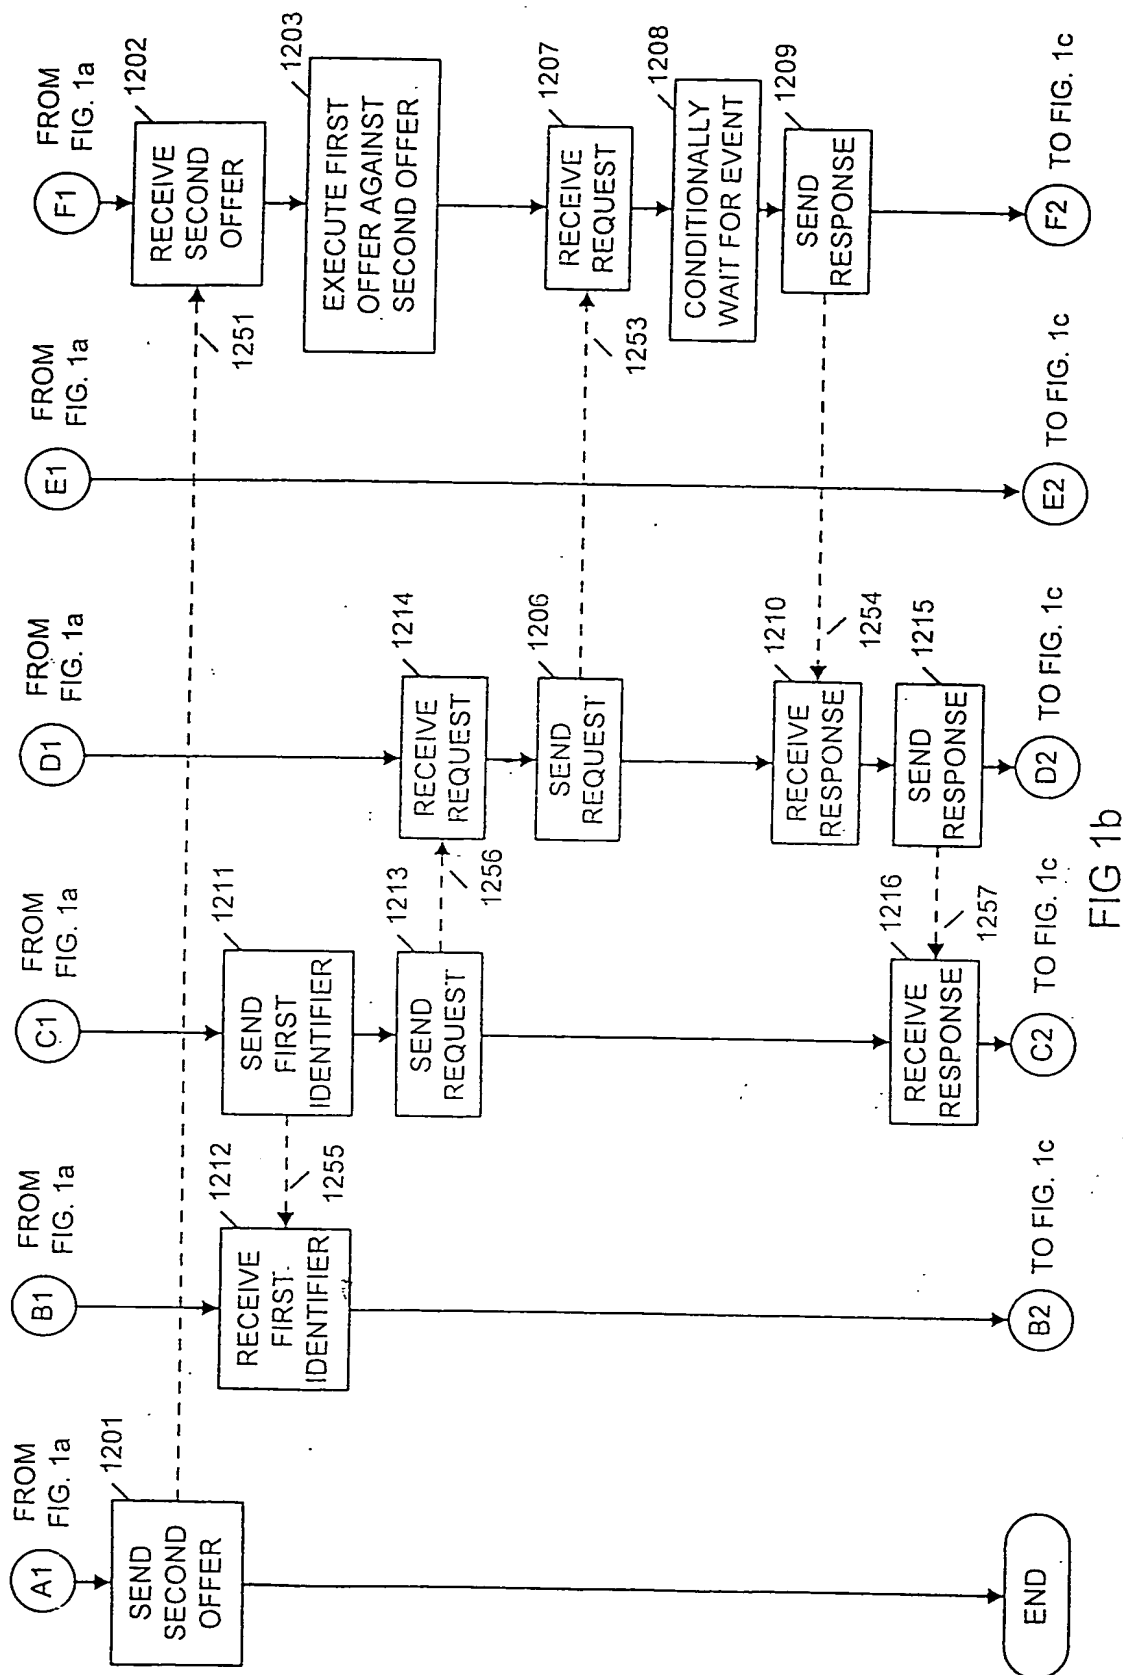 A1
FROM
FIG. 1a
B1
FROM
FIG. 1a
C1
FROM
FIG. 1a
D1
FROM
FIG. 1a
E1
FROM
FIG. 1a
F1
FROM
FIG. 1a
1201
SEND
SECOND
OFFER
1202
RECEIVE
SECOND
OFFER
1251
1203
EXECUTE FIRST
OFFER AGAINST
SECOND OFFER.
1211
SEND
FIRST
IDENTIFIER
1212
RECEIVE
FIRST
IDENTIFIER
1255
1213
SEND
REQUEST
1256
1214
RECEIVE
REQUEST
1206
SEND
REQUEST
1253
1207
RECEIVE
REQUEST
1208
CONDITIONALLY
WAIT FOR EVENT
1209
SEND
RESPONSE
1254
1210
RECEIVE
RESPONSE
1215
SEND
RESPONSE
1257
1216
RECEIVE
RESPONSE
END
B2
TO FIG. 1c
C2
TO FIG. 1c
D2
TO FIG. 1c
E2
TO FIG. 1c
F2
TO FIG. 1c
FIG 1b